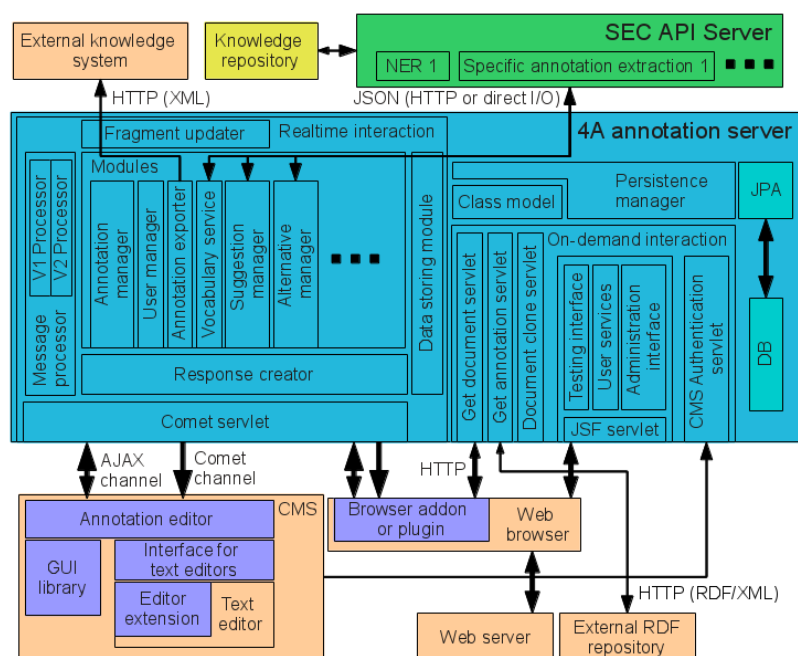 External knowledge
system
Knowledge
repository
SEC API Server
NER 1
Specific annotation extraction 1
HTTP (XML)
JSON (HTTP or direct I/O)
4A annotation server
Fragment updater
Realtime interaction
Modules
V1 Processor
V2 Processor
Message
processor
Annotation
manager
User manager
Annotation exporter
Vocabulary service
Suggestion
manager
Alternative
manager
Data storing module
Response creator
Comet servlet
Class model
Persistence
manager
JPA
DB
On-demand interaction
Get document servlet
Get annotation servlet
Document clone servlet
Testing interface
User services
Administration
interface
JSF servlet
CMS Authentication
servlet
AJAX
channel
Comet
channel
HTTP
CMS
Annotation editor
GUI
library
Interface for
text editors
Editor
extension
Text
editor
Browser addon
or plugin
Web
browser
HTTP (RDF/XML)
Web server
External RDF
repository